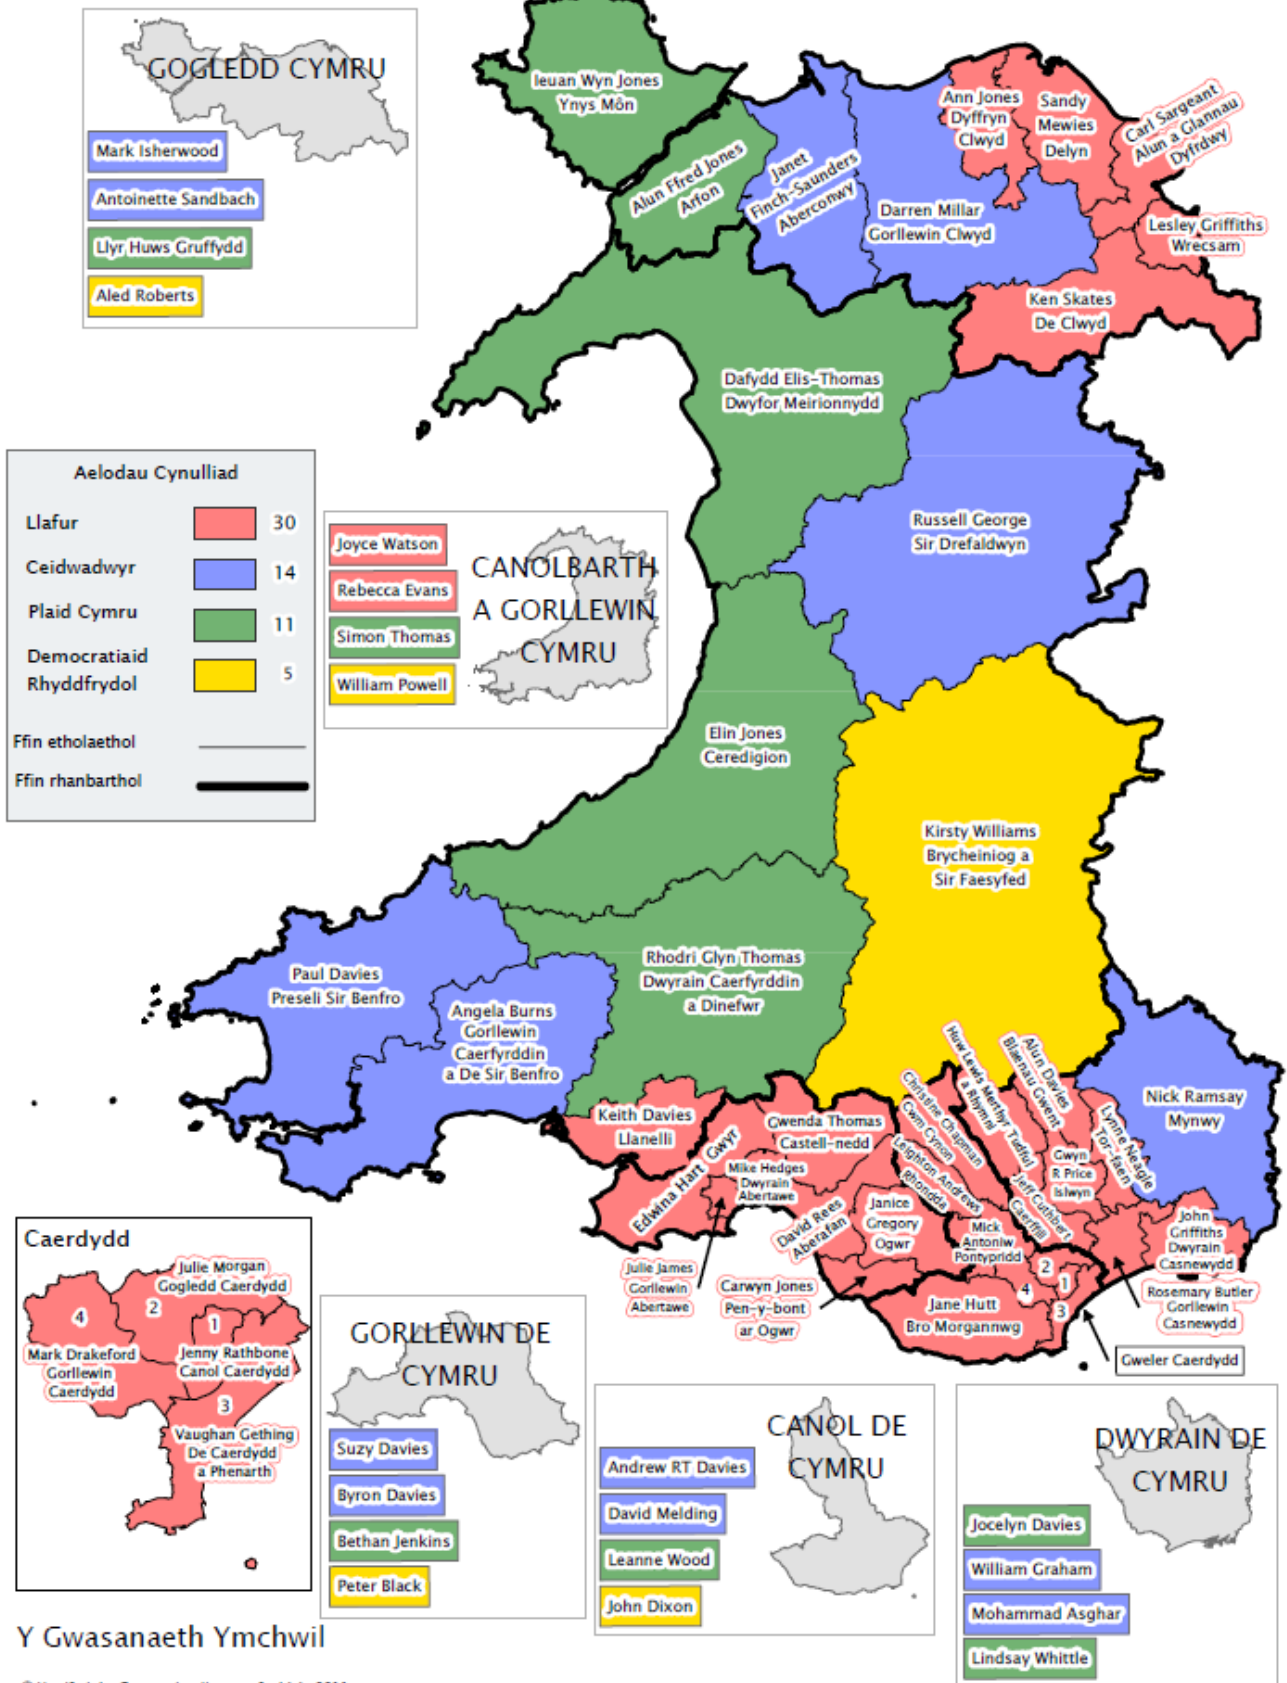 GOGLEDD CYMRU
Mark Isherwood
Antoinette Sandbach
Llyr Huws Gruffydd
Aled Roberts
Ieuan Wyn Jones
Ynys Môn
Alun Ffred Jones
Arfon
Janet
Finch-Saunders
Aberconwy
Darren Millar
Gorllewin Clwyd
Ann Jones
Dyffryn
Clwyd
Sandy
Mewies
Delyn
Carl Sargeant
Alun a Glannau
Dyfrdwy
Lesley Griffiths
Wrecsam
Ken Skates
De Clwyd
Dafydd Elis-Thomas
Dwyfor Meirionnydd
Aelodau Cynulliad
Llafur 30
Ceidwadwyr 14
Plaid Cymru 11
Democratiaid
Rhyddfrydol 5
Ffin etholaethol
Ffin rhanbarthol
Joyce Watson
Rebecca Evans
Simon Thomas
William Powell
CANOLBARTH
A GORLLEWIN
CYMRU
Russell George
Sir Drefaldwyn
Elin Jones
Ceredigion
Kirsty Williams
Brycheiniog a
Sir Faesyfed
Rhodri Glyn Thomas
Dwyrain Caerfyrddin
a Dinefwr
Paul Davies
Preseli Sir Benfro
Angela Burns
Gorllewin
Caerfyrddin
a De Sir Benfro
Keith Davies
Llanelli
Edwina Hart Gwyr
Gwenda Thomas
Castell-nedd
Mike Hedges
Dwyrain
Abertawe
Julie James
Gorllewin
Abertawe
David Rees
Aberafan
Carwyn Jones
Pen-y-bont
ar Ogwr
Janice
Gregory
Ogwr
Christine Chapman
Cwm Cynon
Leighton Andrews
Rhondda
Huw Lewis Merthyr Tudful
a Rhymni
Alun Davies
Blaenau Gwent
Lynne Neagle
Tor-faen
Gwyn
R Price
Islwyn
Jeff Cuthbert
Caerffili
Mick
Antoniw
Pontypridd
Nick Ramsay
Mynwy
John
Griffiths
Dwyrain
Casnewydd
Rosemary Butler
Gorllewin
Casnewydd
Jane Hutt
Bro Morgannwg
2
1
4
3
Gweler Caerdydd
Caerdydd
Julie Morgan
Gogledd Caerdydd
4
2
1
Mark Drakeford
Gorllewin
Caerdydd
Jenny Rathbone
Canol Caerdydd
3
Vaughan Gething
De Caerdydd
a Phenarth
GORLLEWIN DE
CYMRU
Suzy Davies
Byron Davies
Bethan Jenkins
Peter Black
CANOL DE
CYMRU
Andrew RT Davies
David Melding
Leanne Wood
John Dixon
DWYRAIN DE
CYMRU
Jocelyn Davies
William Graham
Mohammad Asghar
Lindsay Whittle
Y Gwasanaeth Ymchwil